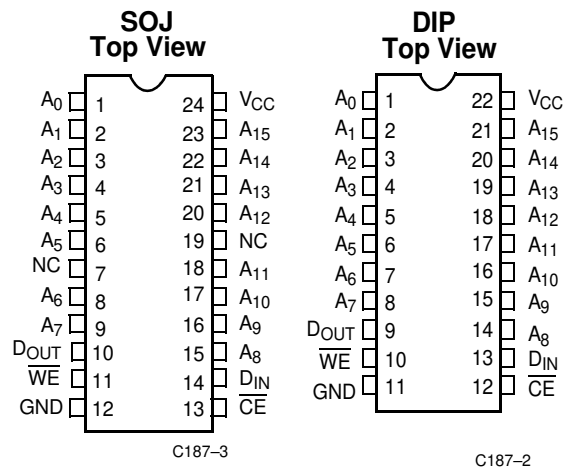 SOJ
Top View
A0 1 24 VCC
A1 2 23 A15
A2 3 22 A14
A3 4 21 A13
A4 5 20 A12
A5 6 19 NC
NC 7 18 A11
A6 8 17 A10
A7 9 16 A9
DOUT 10 15 A8
WE 11 14 DIN
GND 12 13 CE
C187–3
DIP
Top View
A0 1 22 VCC
A1 2 21 A15
A2 3 20 A14
A3 4 19 A13
A4 5 18 A12
A5 6 17 A11
A6 7 16 A10
A7 8 15 A9
DOUT 9 14 A8
WE 10 13 DIN
GND 11 12 CE
C187–2